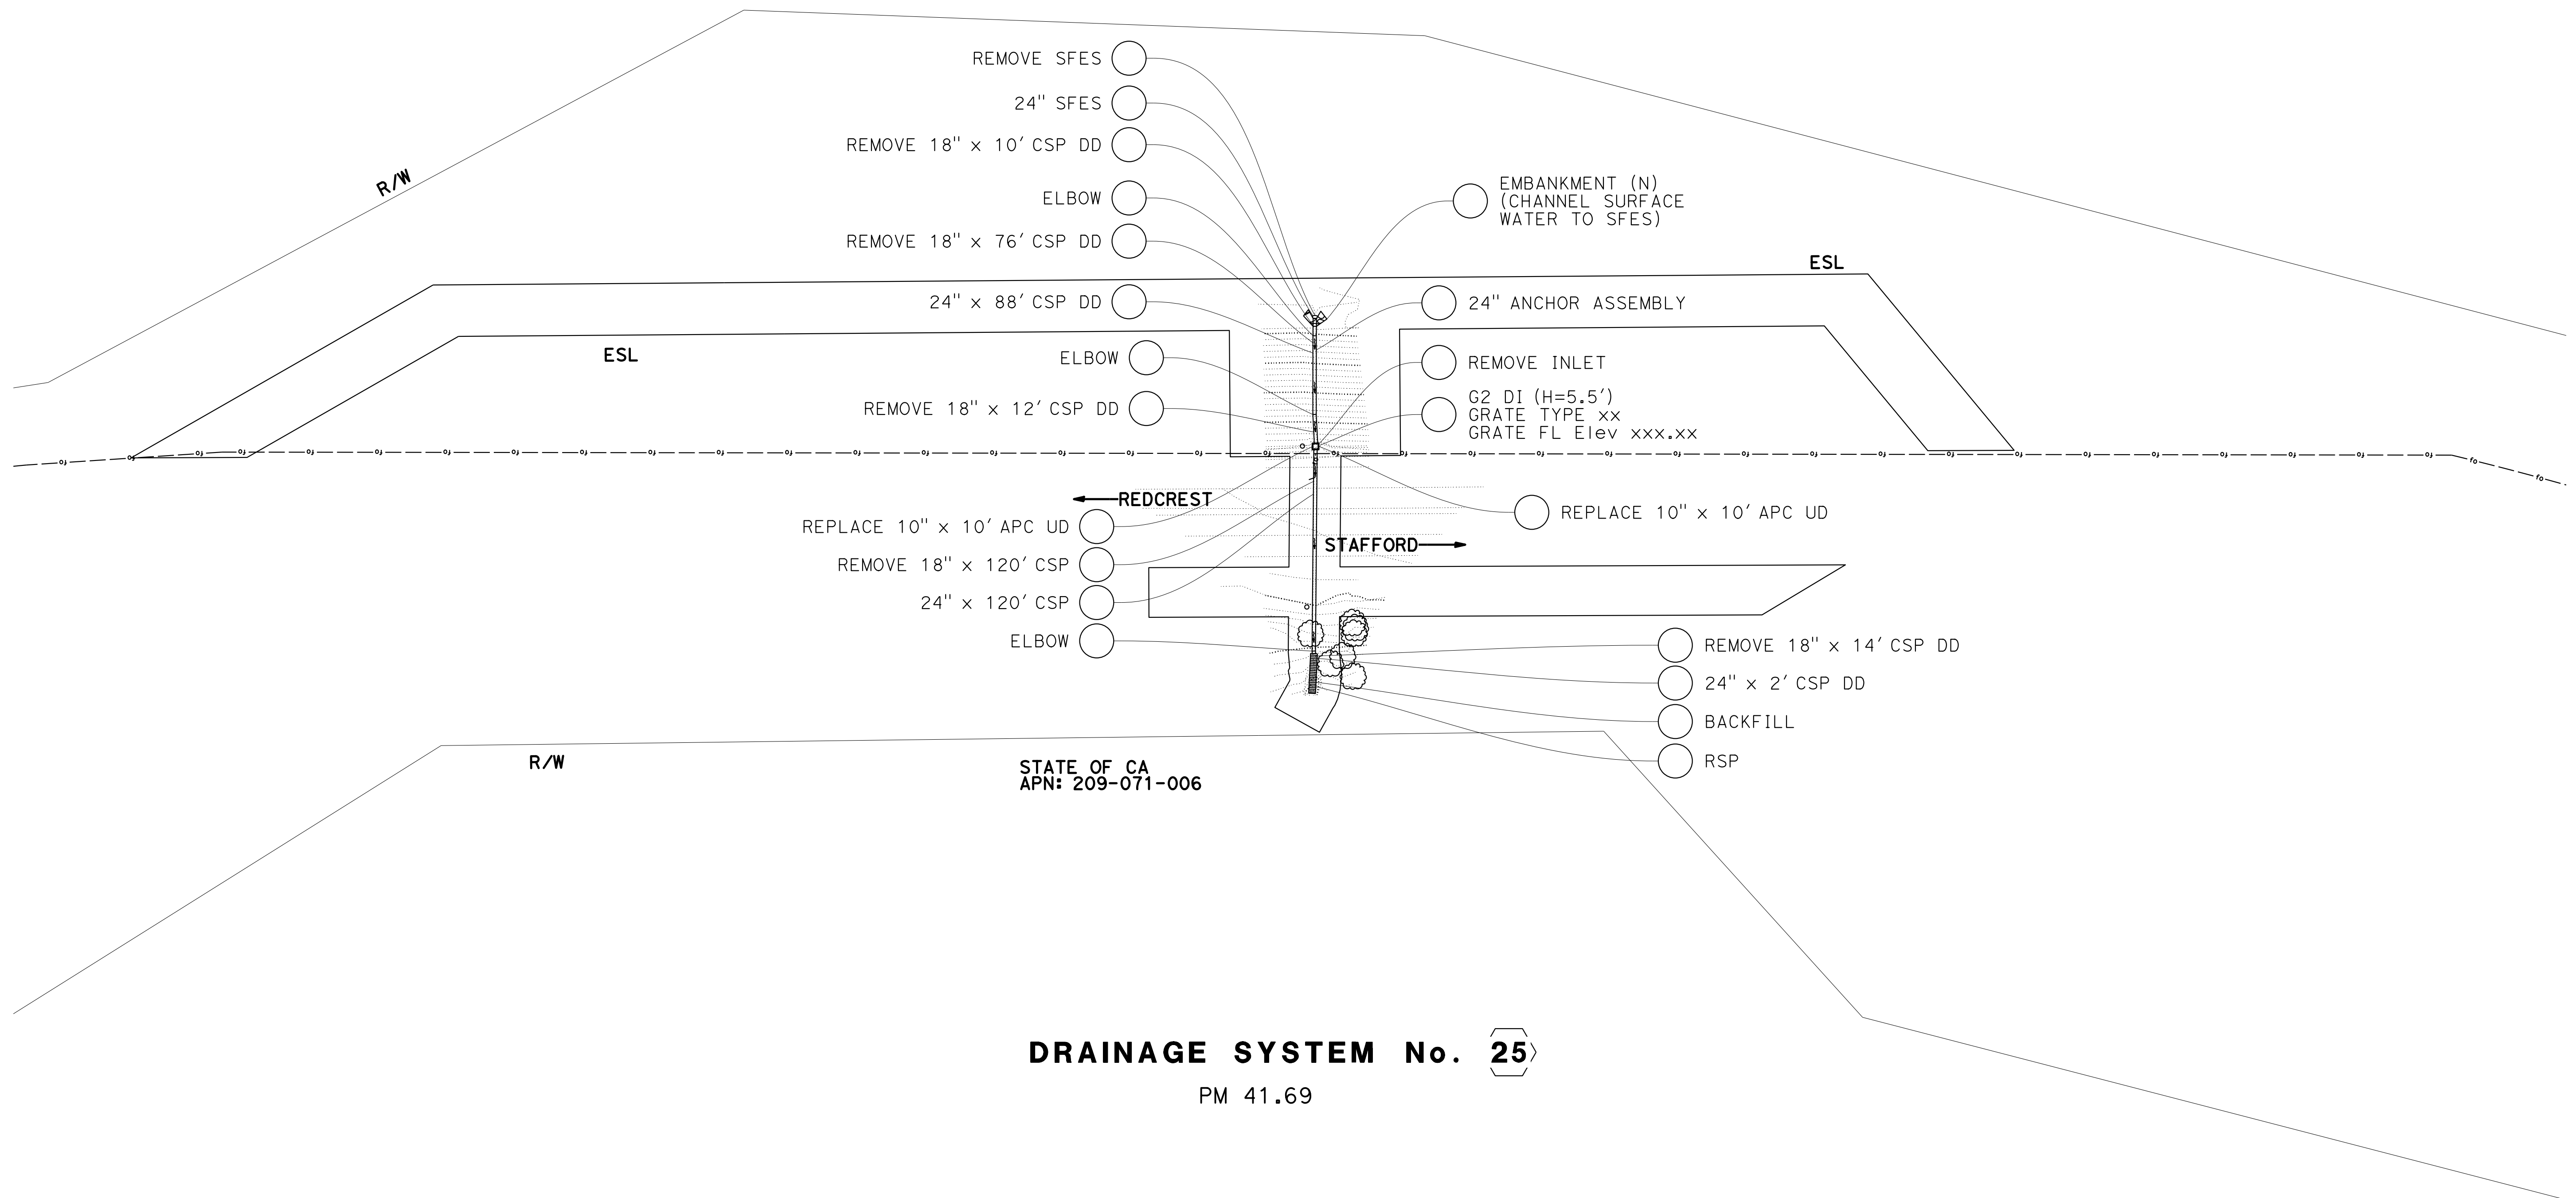 REMOVE SFES
24" SFES
REMOVE 18" x 10' CSP DD
ELBOW
REMOVE 18" x 76' CSP DD
24" x 88' CSP DD
ELBOW
REMOVE 18" x 12' CSP DD
EMBANKMENT (N)
(CHANNEL SURFACE
WATER TO SFES)
24" ANCHOR ASSEMBLY
REMOVE INLET
G2 DI (H=5.5')
GRATE TYPE xx
GRATE FL Elev xxx.xx
R/W
ESL
ESL
fo
fo
REDCREST
REPLACE 10" x 10' APC UD
REMOVE 18" x 120' CSP
24" x 120' CSP
ELBOW
REPLACE 10" x 10' APC UD
STAFFORD
REMOVE 18" x 14' CSP DD
24" x 2' CSP DD
BACKFILL
RSP
R/W
STATE OF CA
APN: 209-071-006
DRAINAGE SYSTEM No. 25
PM 41.69